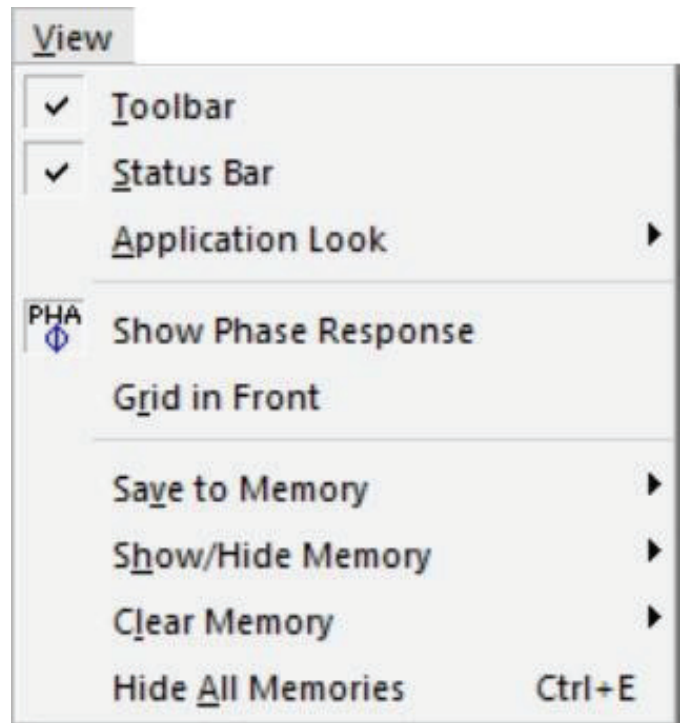 View
Toolbar
Status Bar
Application Look
PHA
Show Phase Response
Grid in Front
Save to Memory
Show/Hide Memory
Clear Memory
Hide All Memories Ctrl+E